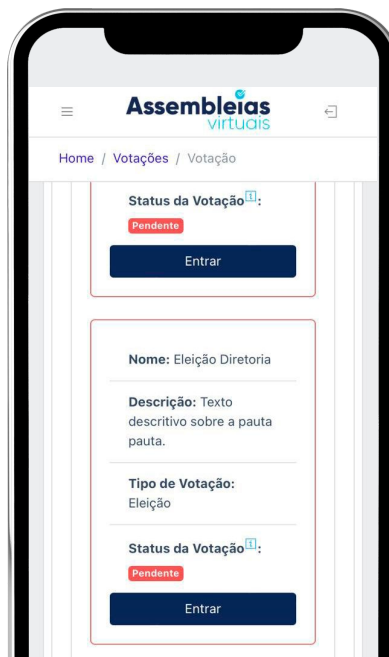 Assembleias
virtuais
Home / Votações / Votação
Status da Votação:
Pendente
Entrar
Nome: Eleição Diretoria
Descrição: Texto
descritivo sobre a pauta
pauta.
Tipo de Votação:
Eleição
Status da Votação:
Pendente
Entrar